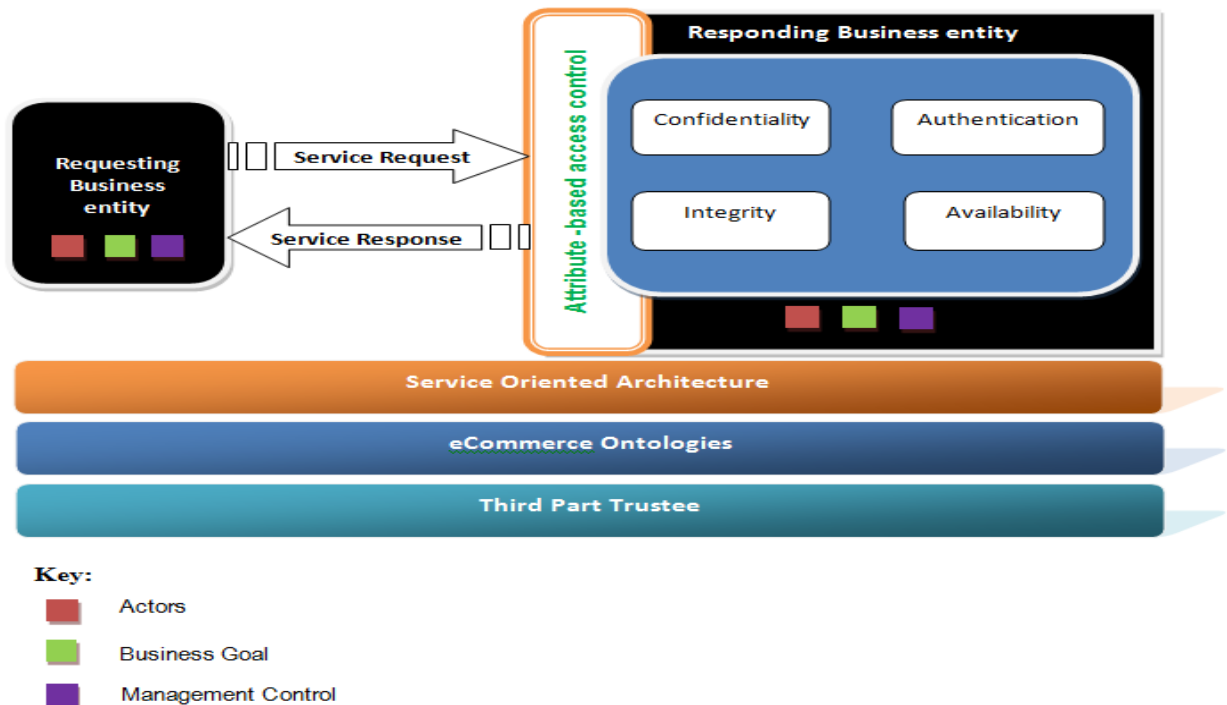 Responding Business entity
Attribute -based access control
Confidentiality
Authentication
Requesting
Business
entity
Service Request
Integrity
Availability
Service Response
Service Oriented Architecture
eCommerce Ontologies
Third Part Trustee
Key:
Actors
Business Goal
Management Control